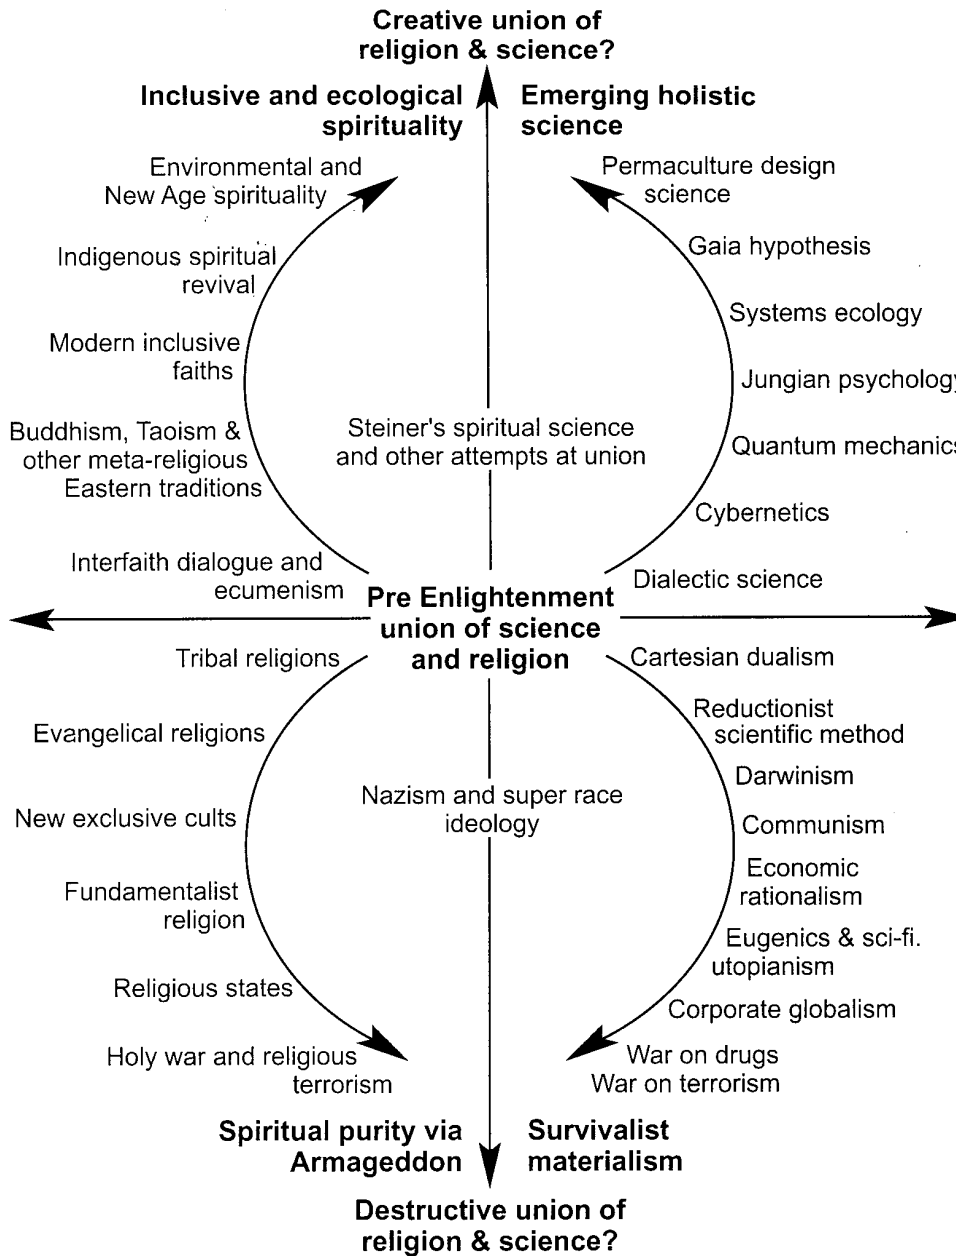 Creative union of
religion & science?
Inclusive and ecological
spirituality
Emerging holistic
science
Environmental and
New Age spirituality
Permaculture design
science
Indigenous spiritual
revival
Gaia hypothesis
Systems ecology
Modern inclusive
faiths
Jungian psychology
Buddhism, Taoism &
other meta-religious
Eastern traditions
Steiner's spiritual science
and other attempts at union
Quantum mechanics
Cybernetics
Interfaith dialogue and
ecumenism
Dialectic science
Pre Enlightenment
union of science
and religion
Tribal religions
Cartesian dualism
Evangelical religions
Reductionist
scientific method
Darwinism
New exclusive cults
Nazism and super race
ideology
Communism
Economic
rationalism
Fundamentalist
religion
Eugenics & sci-fi.
utopianism
Religious states
Corporate globalism
Holy war and religious
terrorism
War on drugs
War on terrorism
Spiritual purity via
Armageddon
Survivalist
materialism
Destructive union of
religion & science?